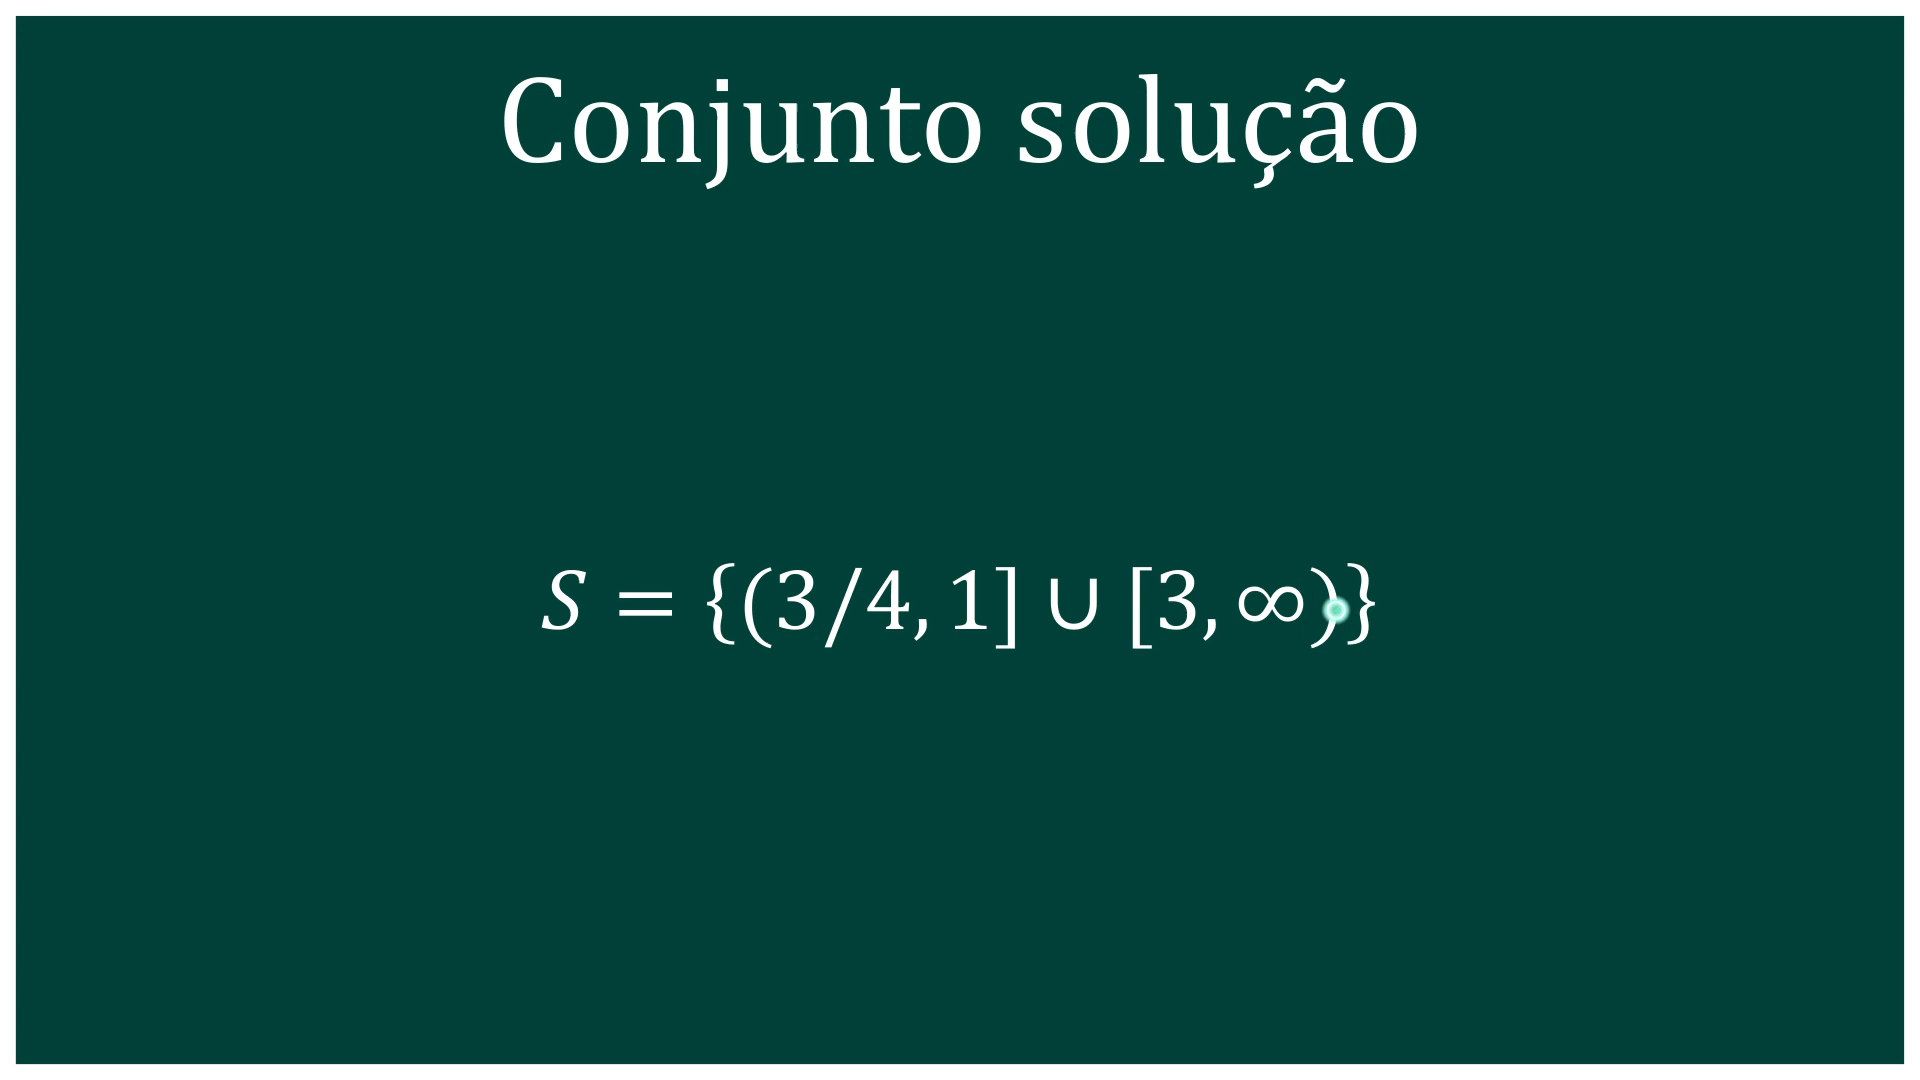 Conjunto solução
S = {(3/4, 1] ∪ [3, ∞)}